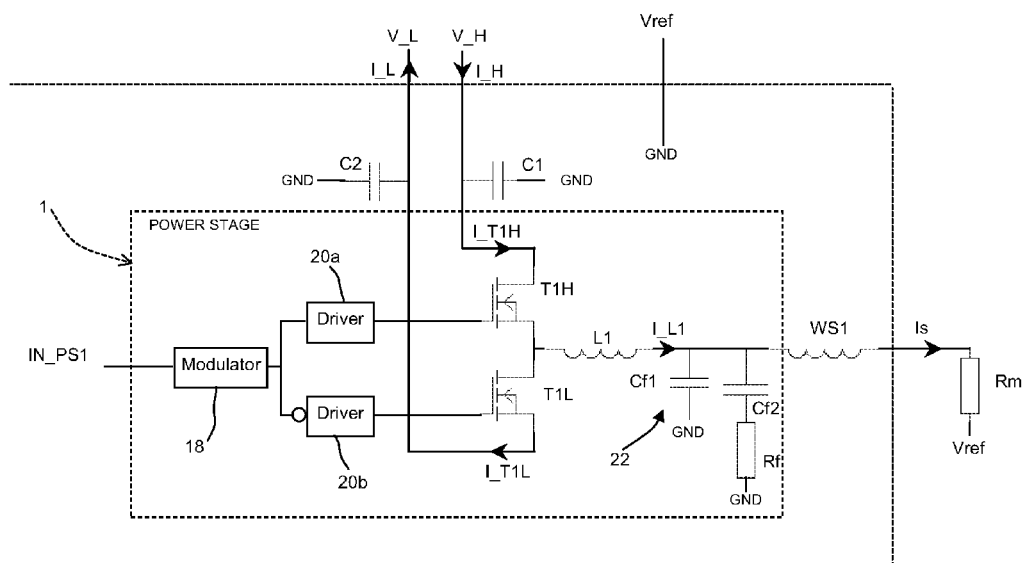 V_L
V_H
Vref
I_L
I_H
C2
C1
GND
GND
GND
1
POWER STAGE
I_T1H
20a
T1H
Driver
L1
I_L1
WS1
Is
IN_PS1
Modulator
T1L
Cf1
Cf2
Rm
18
Driver
GND
22
Vref
I_T1L
Rf
20b
GND